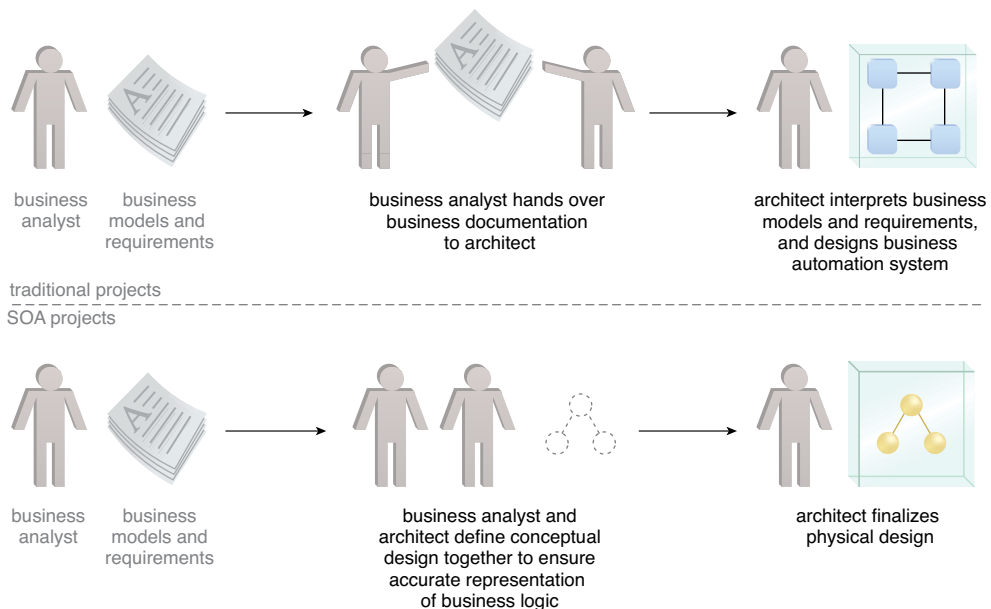 business
analyst
business
models and
requirements
business analyst hands over
business documentation
to architect
architect interprets business
models and requirements,
and designs business
automation system
traditional projects
SOA projects
business
analyst
business
models and
requirements
business analyst and
architect define conceptual
design together to ensure
accurate representation
of business logic
architect finalizes
physical design